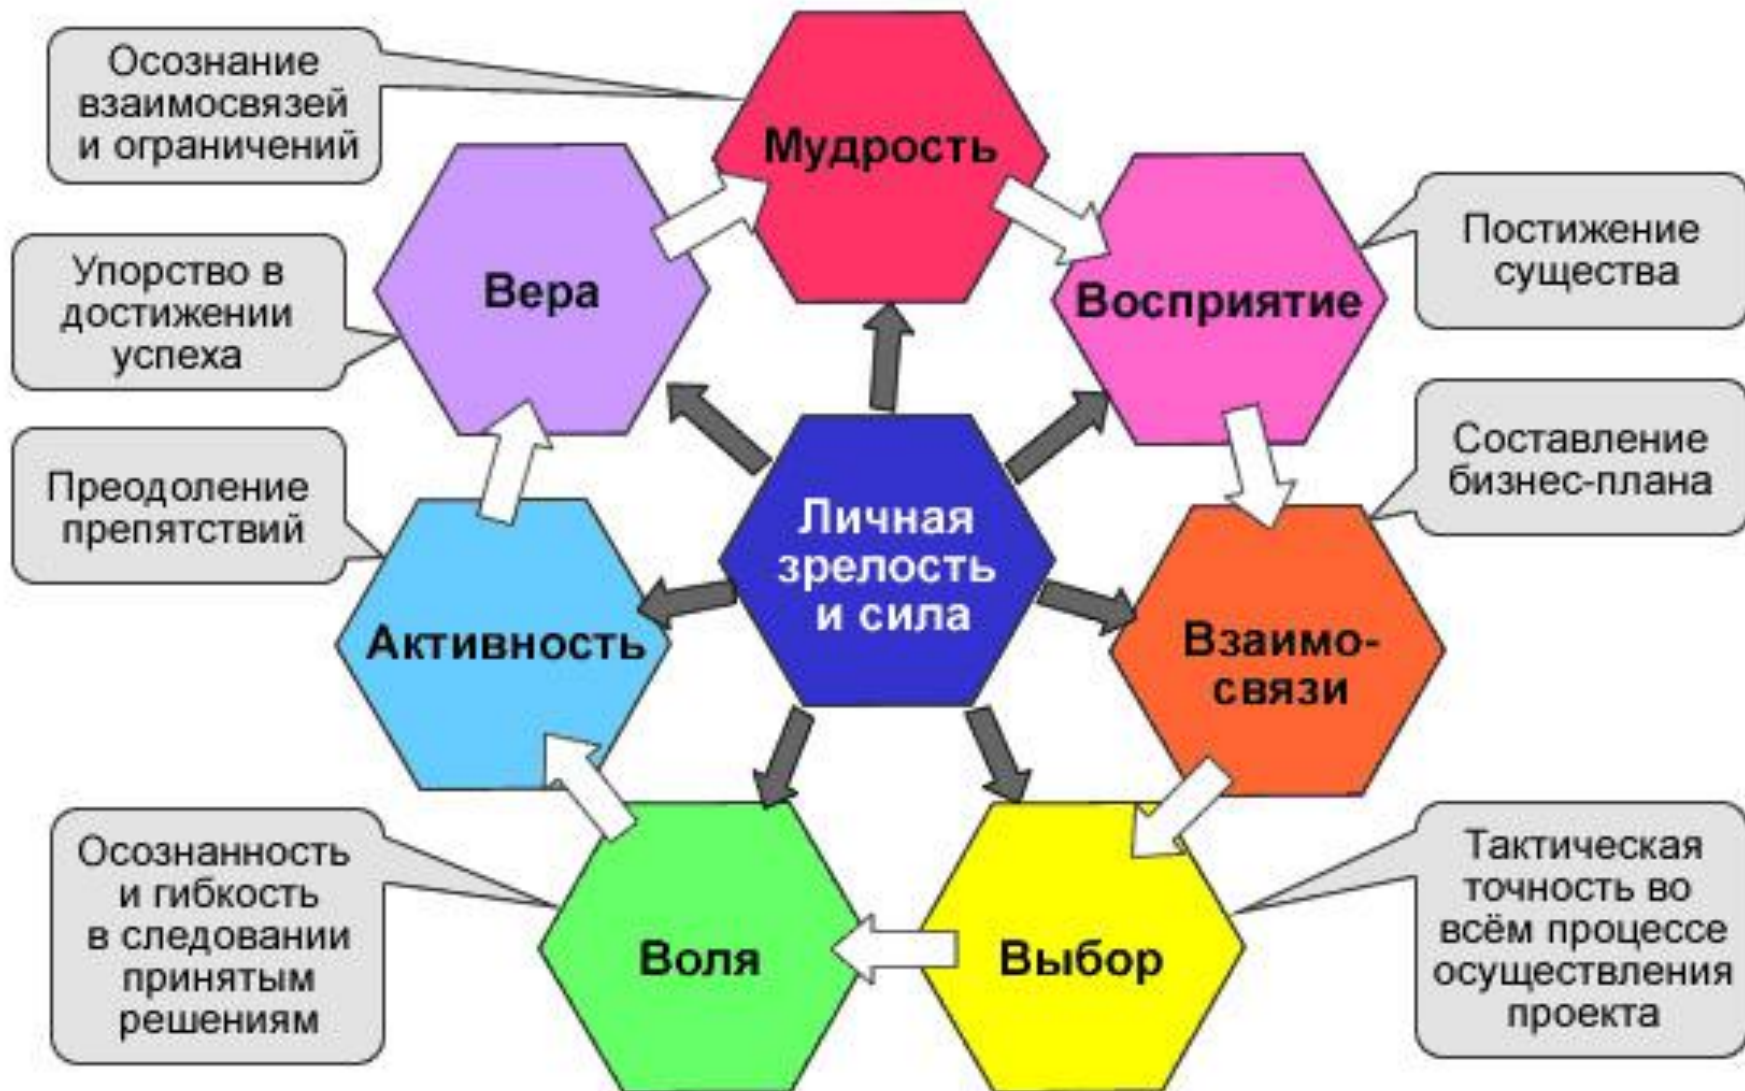 Осознание
взаимосвязей
и ограничений
Мудрость
Постижение
существа
Восприятие
Упорство в
достижении
успеха
Вера
Составление
бизнес-плана
Преодоление
препятствий
Личная
зрелость
и сила
Активность
Взаимо-
связи
Осознанность
и гибкость
в следовании
принятым
решениям
Воля
Выбор
Тактическая
точность во
всём процессе
осуществления
проекта